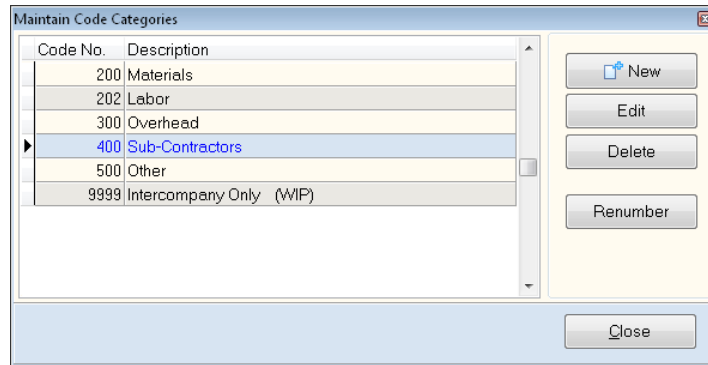 Maintain Code Categories
Code No. Description
200 Materials
202 Labor
300 Overhead
400 Sub-Contractors
500 Other
9999 Intercompany Only (WIP)
New
Edit
Delete
Renumber
Close